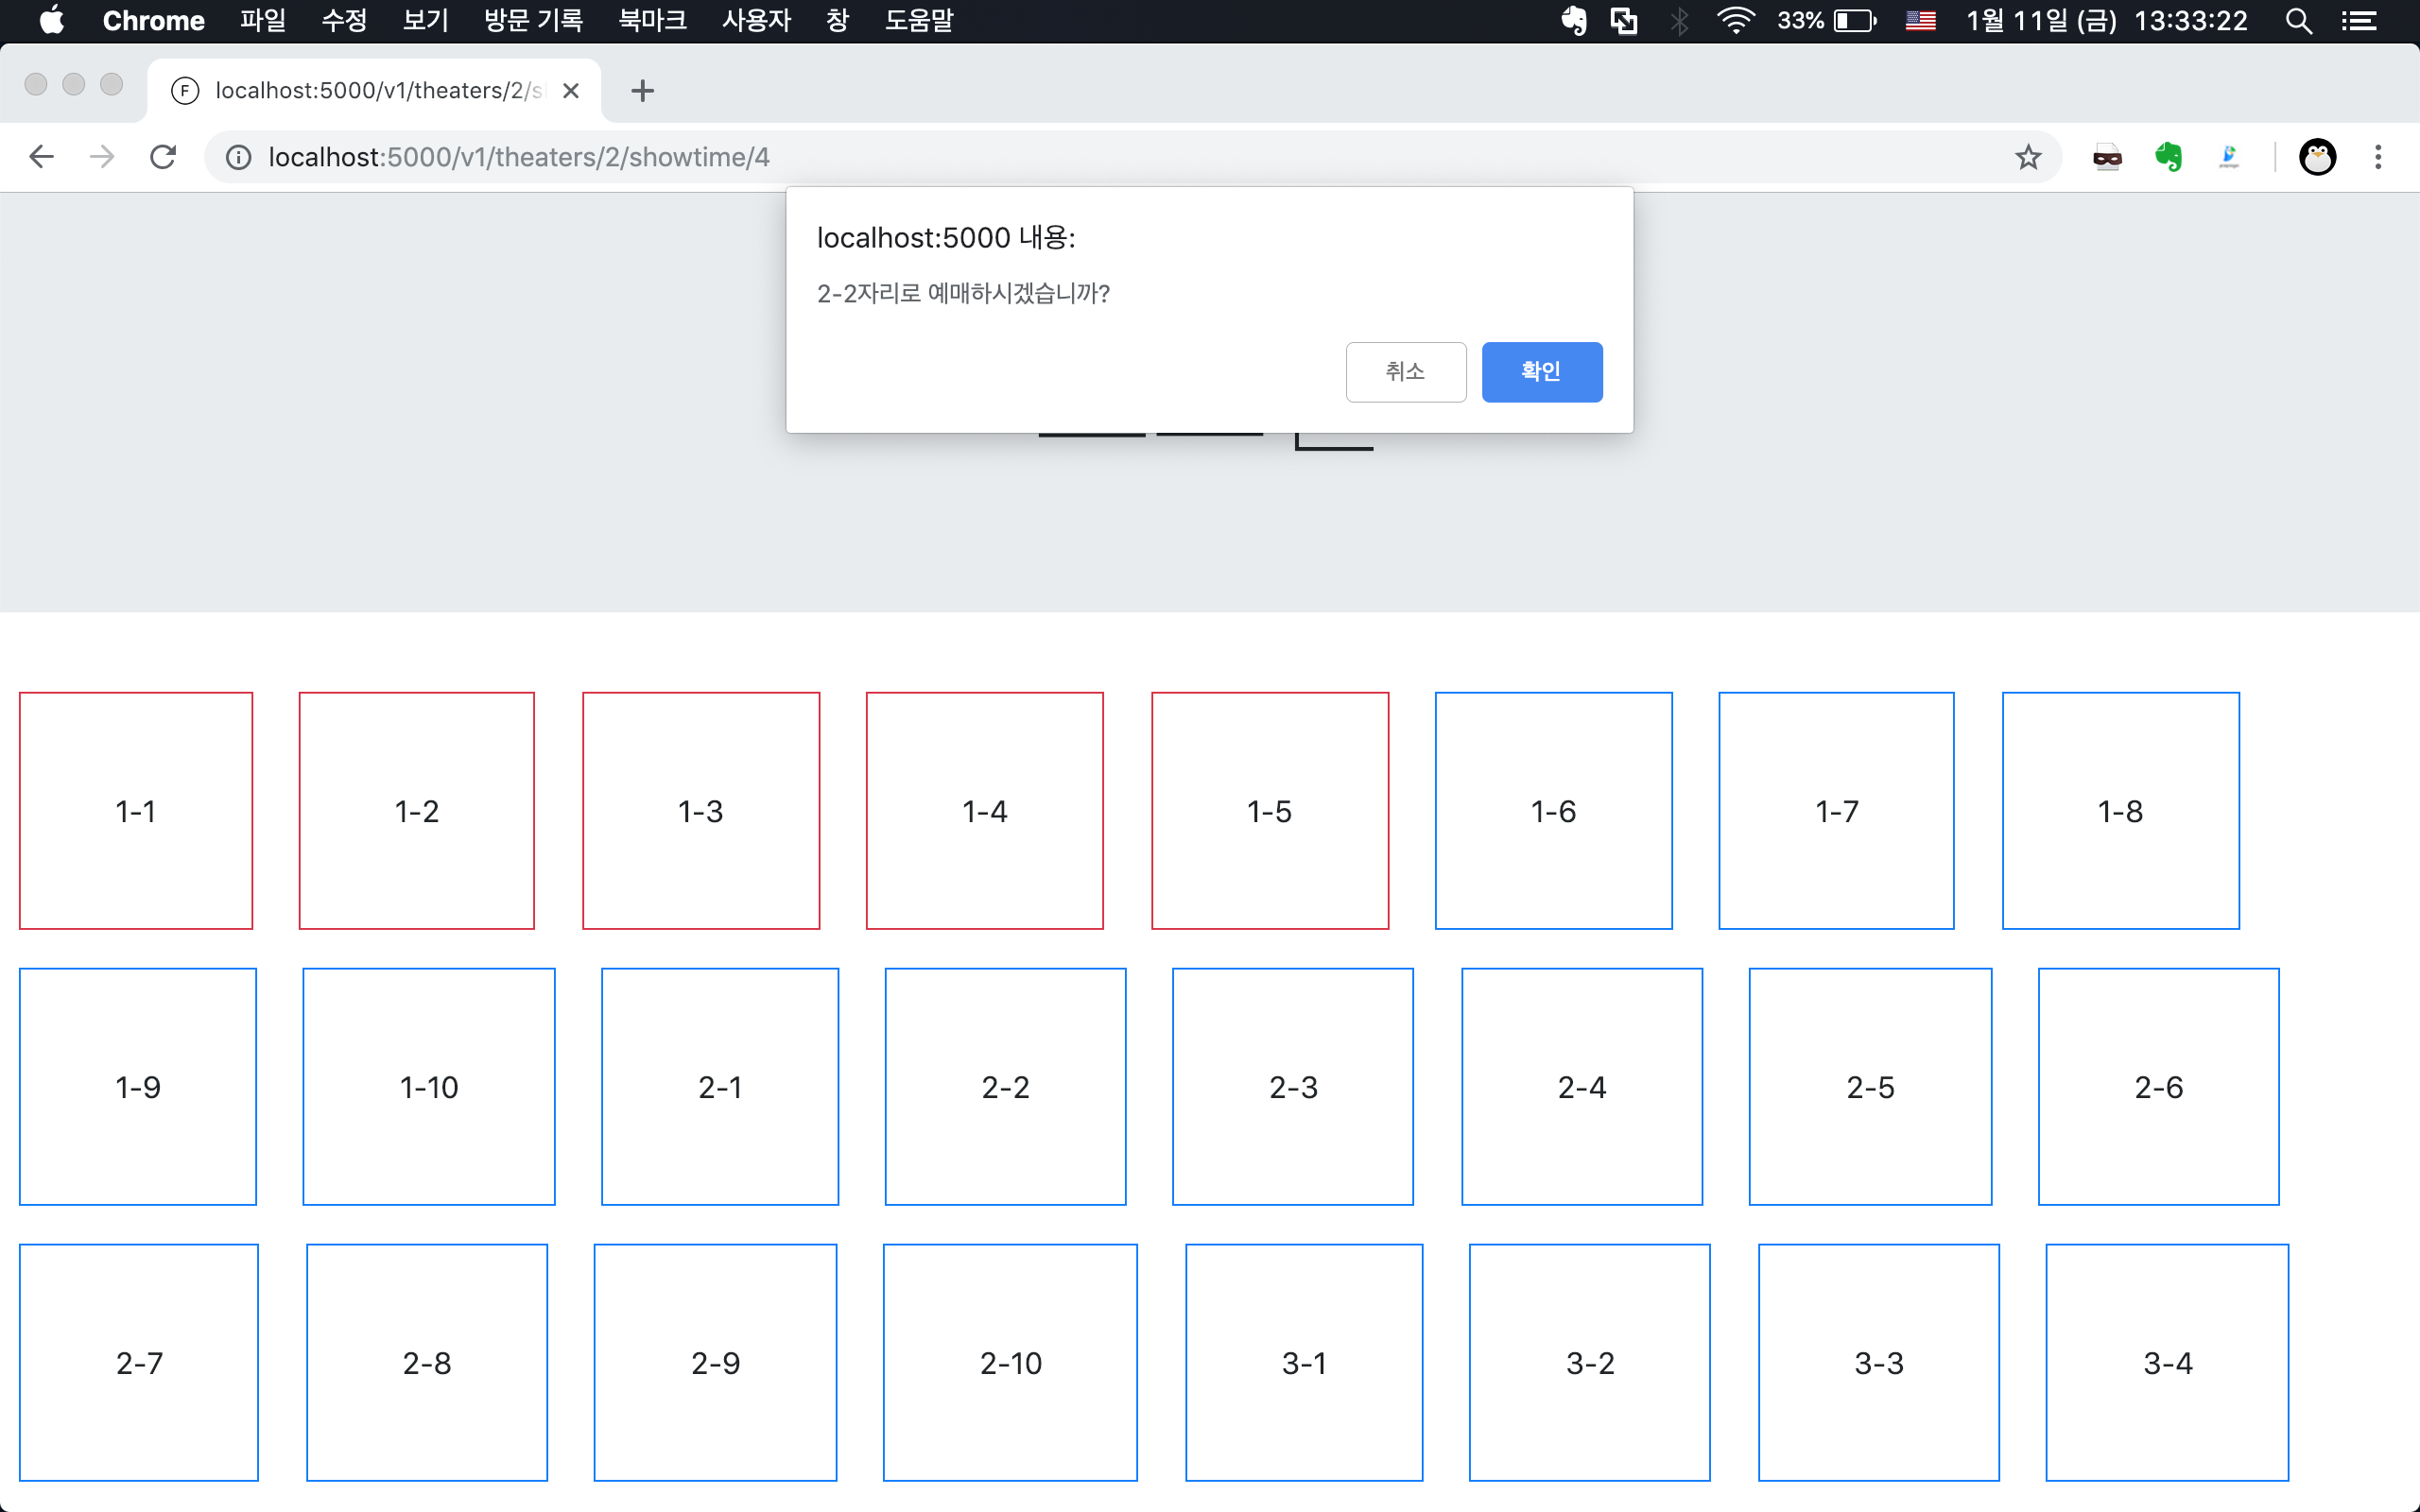 Chrome 파일 수정 보기 방문 기록 북마크 사용자 창 도움말 33% 1월 11일 (금) 13:33:22
F localhost:5000/v1/theaters/2/s
localhost:5000/v1/theaters/2/showtime/4
localhost:5000 내용:
2-2자리로 예매하시겠습니까?
취소 확인
1-1 1-2 1-3 1-4 1-5 1-6 1-7 1-8
1-9 1-10 2-1 2-2 2-3 2-4 2-5 2-6
2-7 2-8 2-9 2-10 3-1 3-2 3-3 3-4